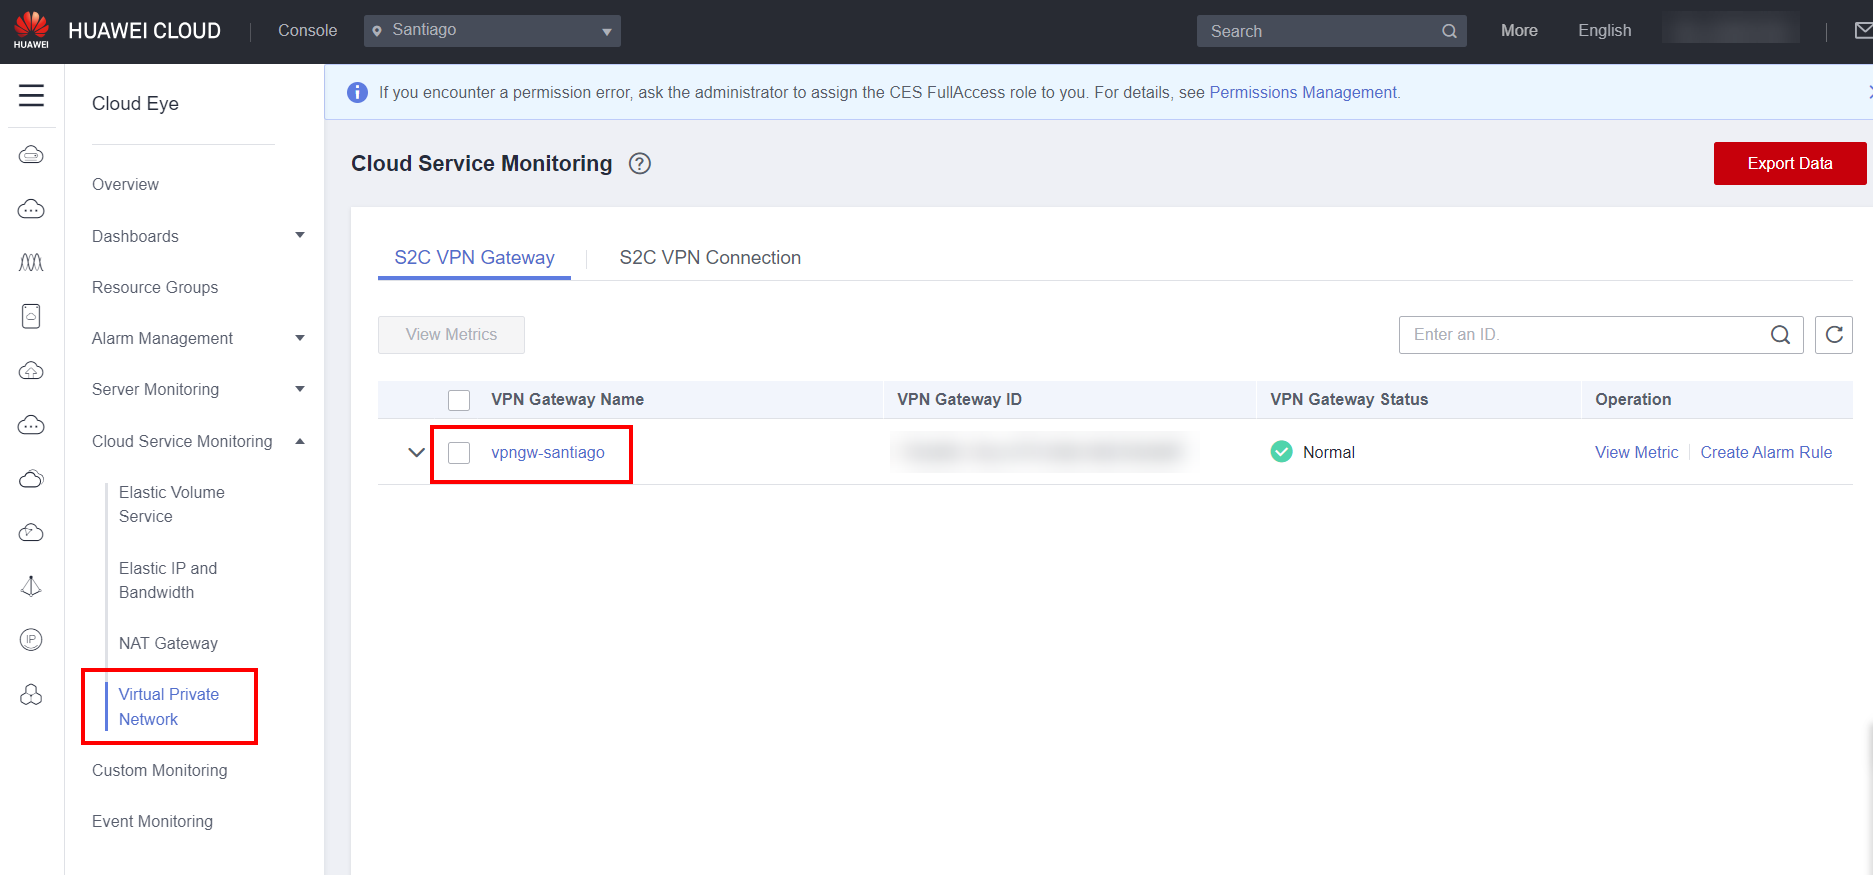 HUAWEI
HUAWEI CLOUD
Console
Santiago
Search
More
English
Cloud Eye
If you encounter a permission error, ask the administrator to assign the CES FullAccess role to you. For details, see Permissions Management.
Overview
Dashboards
Resource Groups
Alarm Management
Server Monitoring
Cloud Service Monitoring
Elastic Volume
Service
Elastic IP and
Bandwidth
NAT Gateway
Virtual Private
Network
Custom Monitoring
Event Monitoring
IP
Cloud Service Monitoring
Export Data
S2C VPN Gateway
S2C VPN Connection
View Metrics
Enter an ID.
VPN Gateway Name VPN Gateway ID VPN Gateway Status Operation
vpngw-santiago Normal View Metric Create Alarm Rule